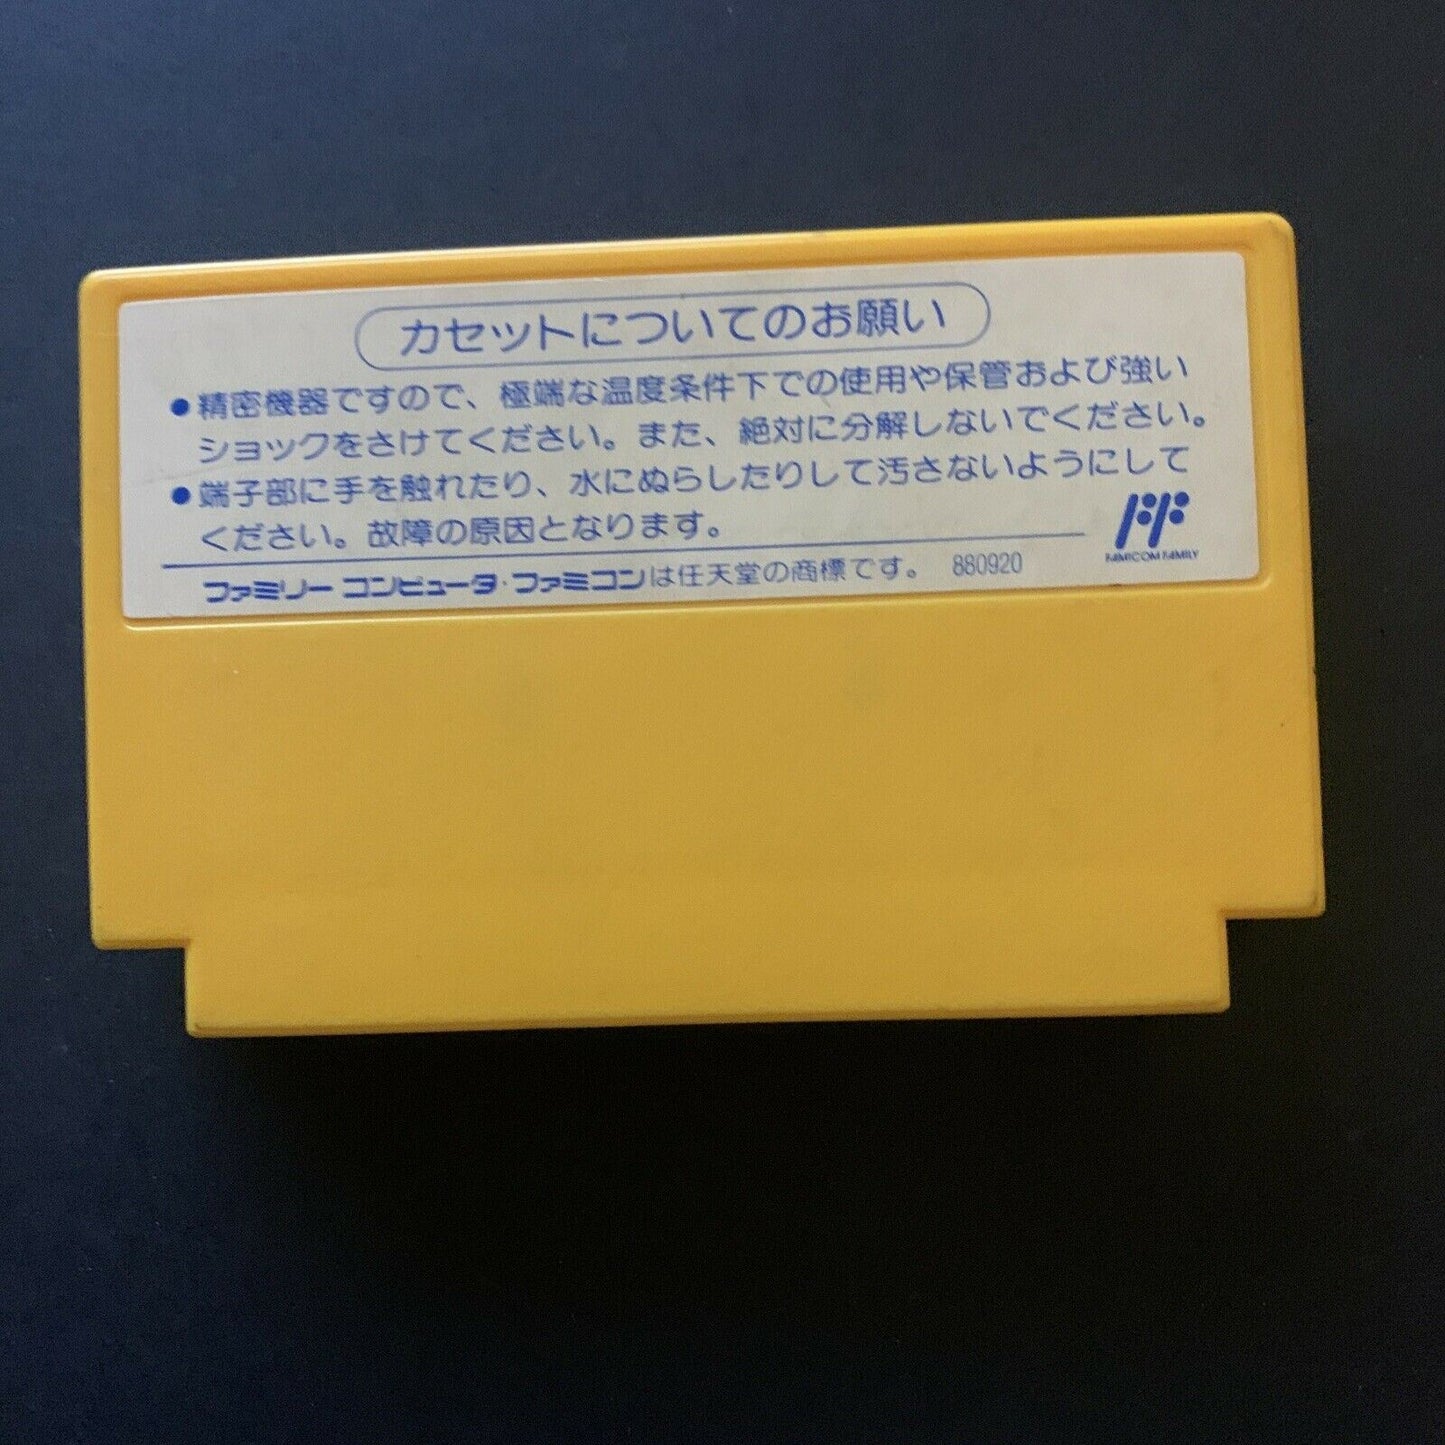 カセットについてのお願い
●精密機器ですので、極端な温度条件下での使用や保管および強い
ショックをさけてください。また、絶対に分解しないでください。
●端子部に手を触れたり、水にぬらしたりして汚さないようにして
ください。故障の原因となります。
FAMICOM FAMILY
ファミリーコンピュータ・ファミコンは任天堂の商標です。 880920